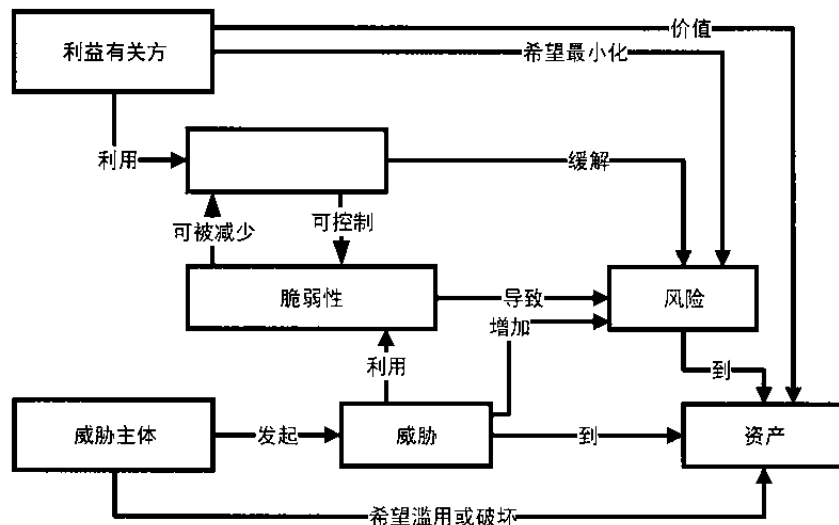 价值
利益有关方
希望最小化
利用
缓解
可被减少
可控制
脆弱性
导致
风险
增加
利用
到
威胁主体
发起
威胁
到
资产
希望滥用或破坏